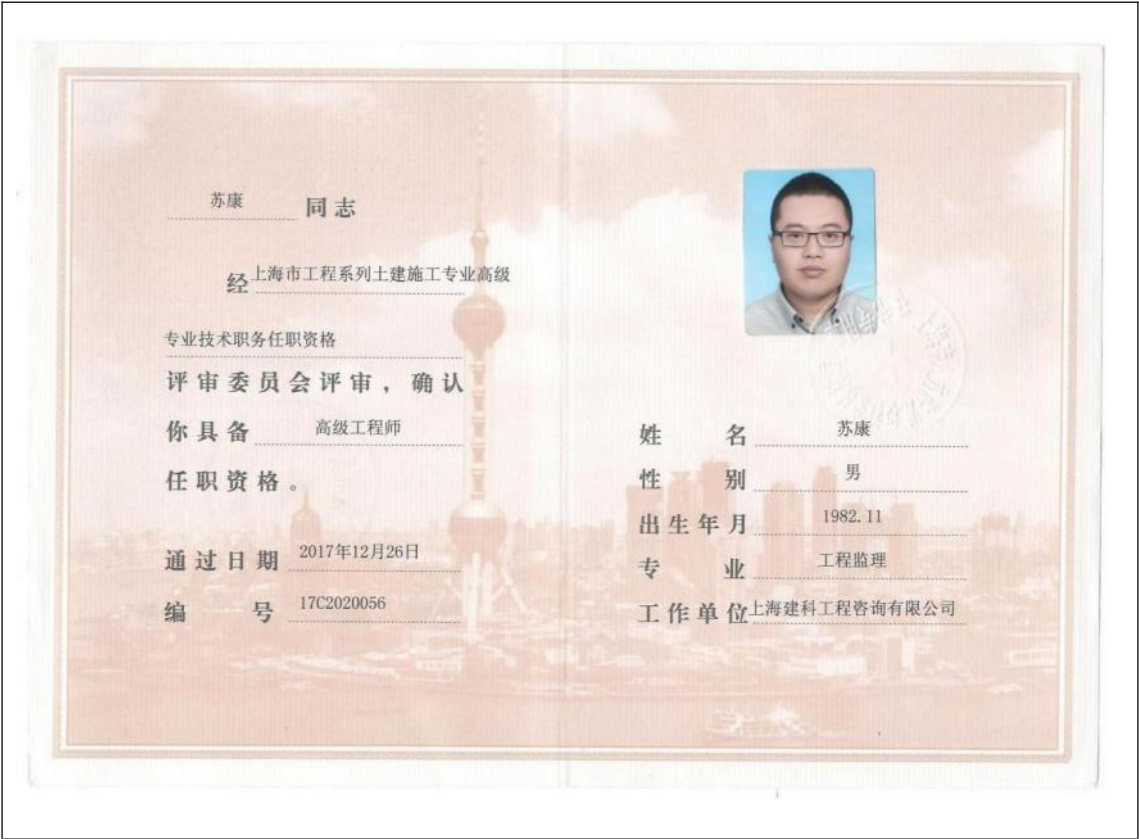 苏康 同志
经 上海市工程系列土建施工专业高级
专业技术职务任职资格
评审委员会评审，确认
你具备 高级工程师
任职资格。
通过日期 2017年12月26日
编号 17C2020056
姓名 苏康
性别 男
出生年月 1982.11
专业 工程监理
工作单位 上海建科工程咨询有限公司